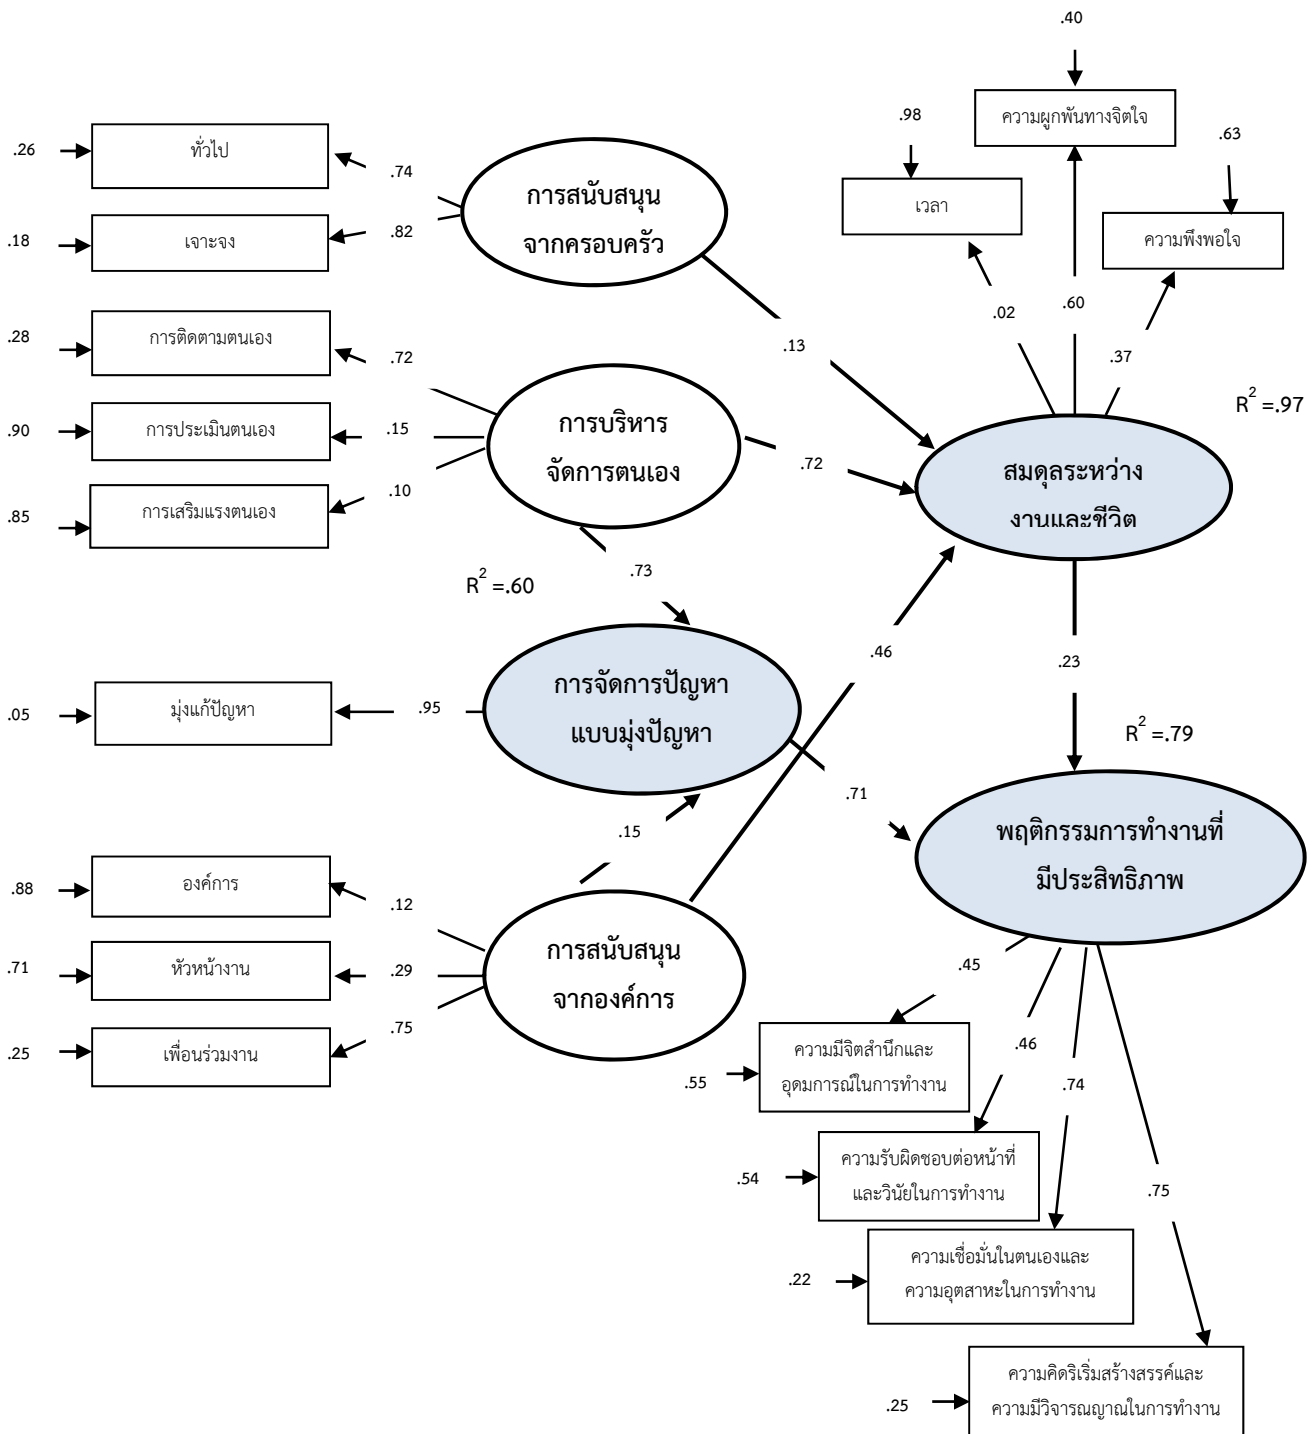 .40
.98
ความผูกพันทางจิตใจ
.63
.26
ทั่วไป
.74
การสนับสนุน
จากครอบครัว
เวลา
ความพึงพอใจ
.18
เจาะจง
.82
.28
การติดตามตนเอง
.72
.13
.02
.60
.37
R2 =.97
.90
การประเมินตนเอง
.15
การบริหาร
จัดการตนเอง
.72
สมดุลระหว่าง
งานและชีวิต
.85
การเสริมแรงตนเอง
.10
R2 =.60
.73
.46
.23
.05
มุ่งแก้ปัญหา
.95
การจัดการปัญหา
แบบมุ่งปัญหา
R2 =.79
.71
.15
พฤติกรรมการทำงานที่
มีประสิทธิภาพ
.88
องค์การ
.12
.71
หัวหน้างาน
.29
การสนับสนุน
จากองค์การ
.25
เพื่อนร่วมงาน
.75
.45
.46
.74
.75
.55
ความมีจิตสำนึกและ
อุดมการณ์ในการทำงาน
.54
ความรับผิดชอบต่อหน้าที่
และวินัยในการทำงาน
.22
ความเชื่อมั่นในตนเองและ
ความอุตสาหะในการทำงาน
.25
ความคิดริเริ่มสร้างสรรค์และ
ความมีวิจารณญาณในการทำงาน